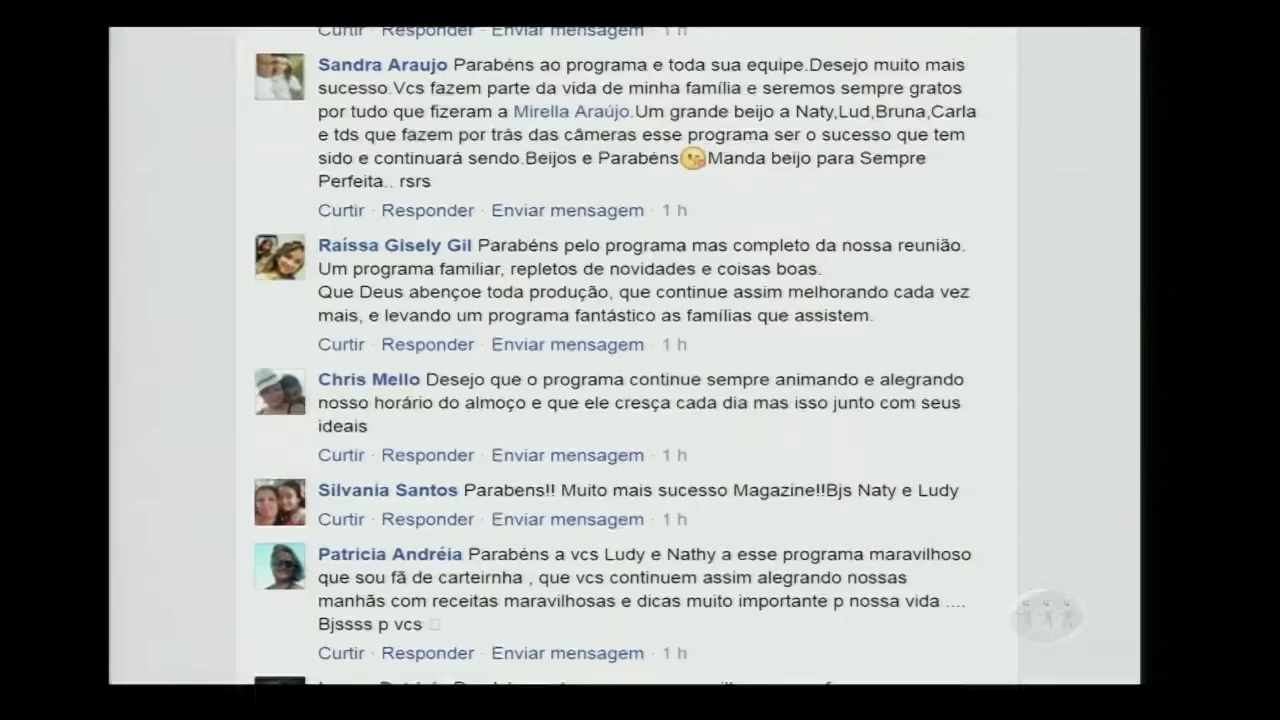 Curtir · Responder · Enviar mensagem · 1 h
Sandra Araujo Parabéns ao programa e toda sua equipe.Desejo muito mais
sucesso.Vcs fazem parte da vida de minha família e seremos sempre gratos
por tudo que fizeram a Mirella Araújo.Um grande beijo a Naty,Lud,Bruna,Carla
e tds que fazem por trás das câmeras esse programa ser o sucesso que tem
sido e continuará sendo.Beijos e Parabéns😘Manda beijo para Sempre
Perfeita.. rsrs
Curtir · Responder · Enviar mensagem · 1 h
Raíssa Gisely Gil Parabéns pelo programa mas completo da nossa reunião.
Um programa familiar, repletos de novidades e coisas boas.
Que Deus abençoe toda produção, que continue assim melhorando cada vez
mais, e levando um programa fantástico as famílias que assistem.
Curtir · Responder · Enviar mensagem · 1 h
Chris Mello Desejo que o programa continue sempre animando e alegrando
nosso horário do almoço e que ele cresça cada dia mas isso junto com seus
ideais
Curtir · Responder · Enviar mensagem · 1 h
Silvania Santos Parabens!! Muito mais sucesso Magazine!!Bjs Naty e Ludy
Curtir · Responder · Enviar mensagem · 1 h
Patricia Andréia Parabéns a vcs Ludy e Nathy a esse programa maravilhoso
que sou fã de carteirnha , que vcs continuem assim alegrando nossas
manhãs com receitas maravilhosas e dicas muito importante p nossa vida ....
Bjssss p vcs
Curtir · Responder · Enviar mensagem · 1 h